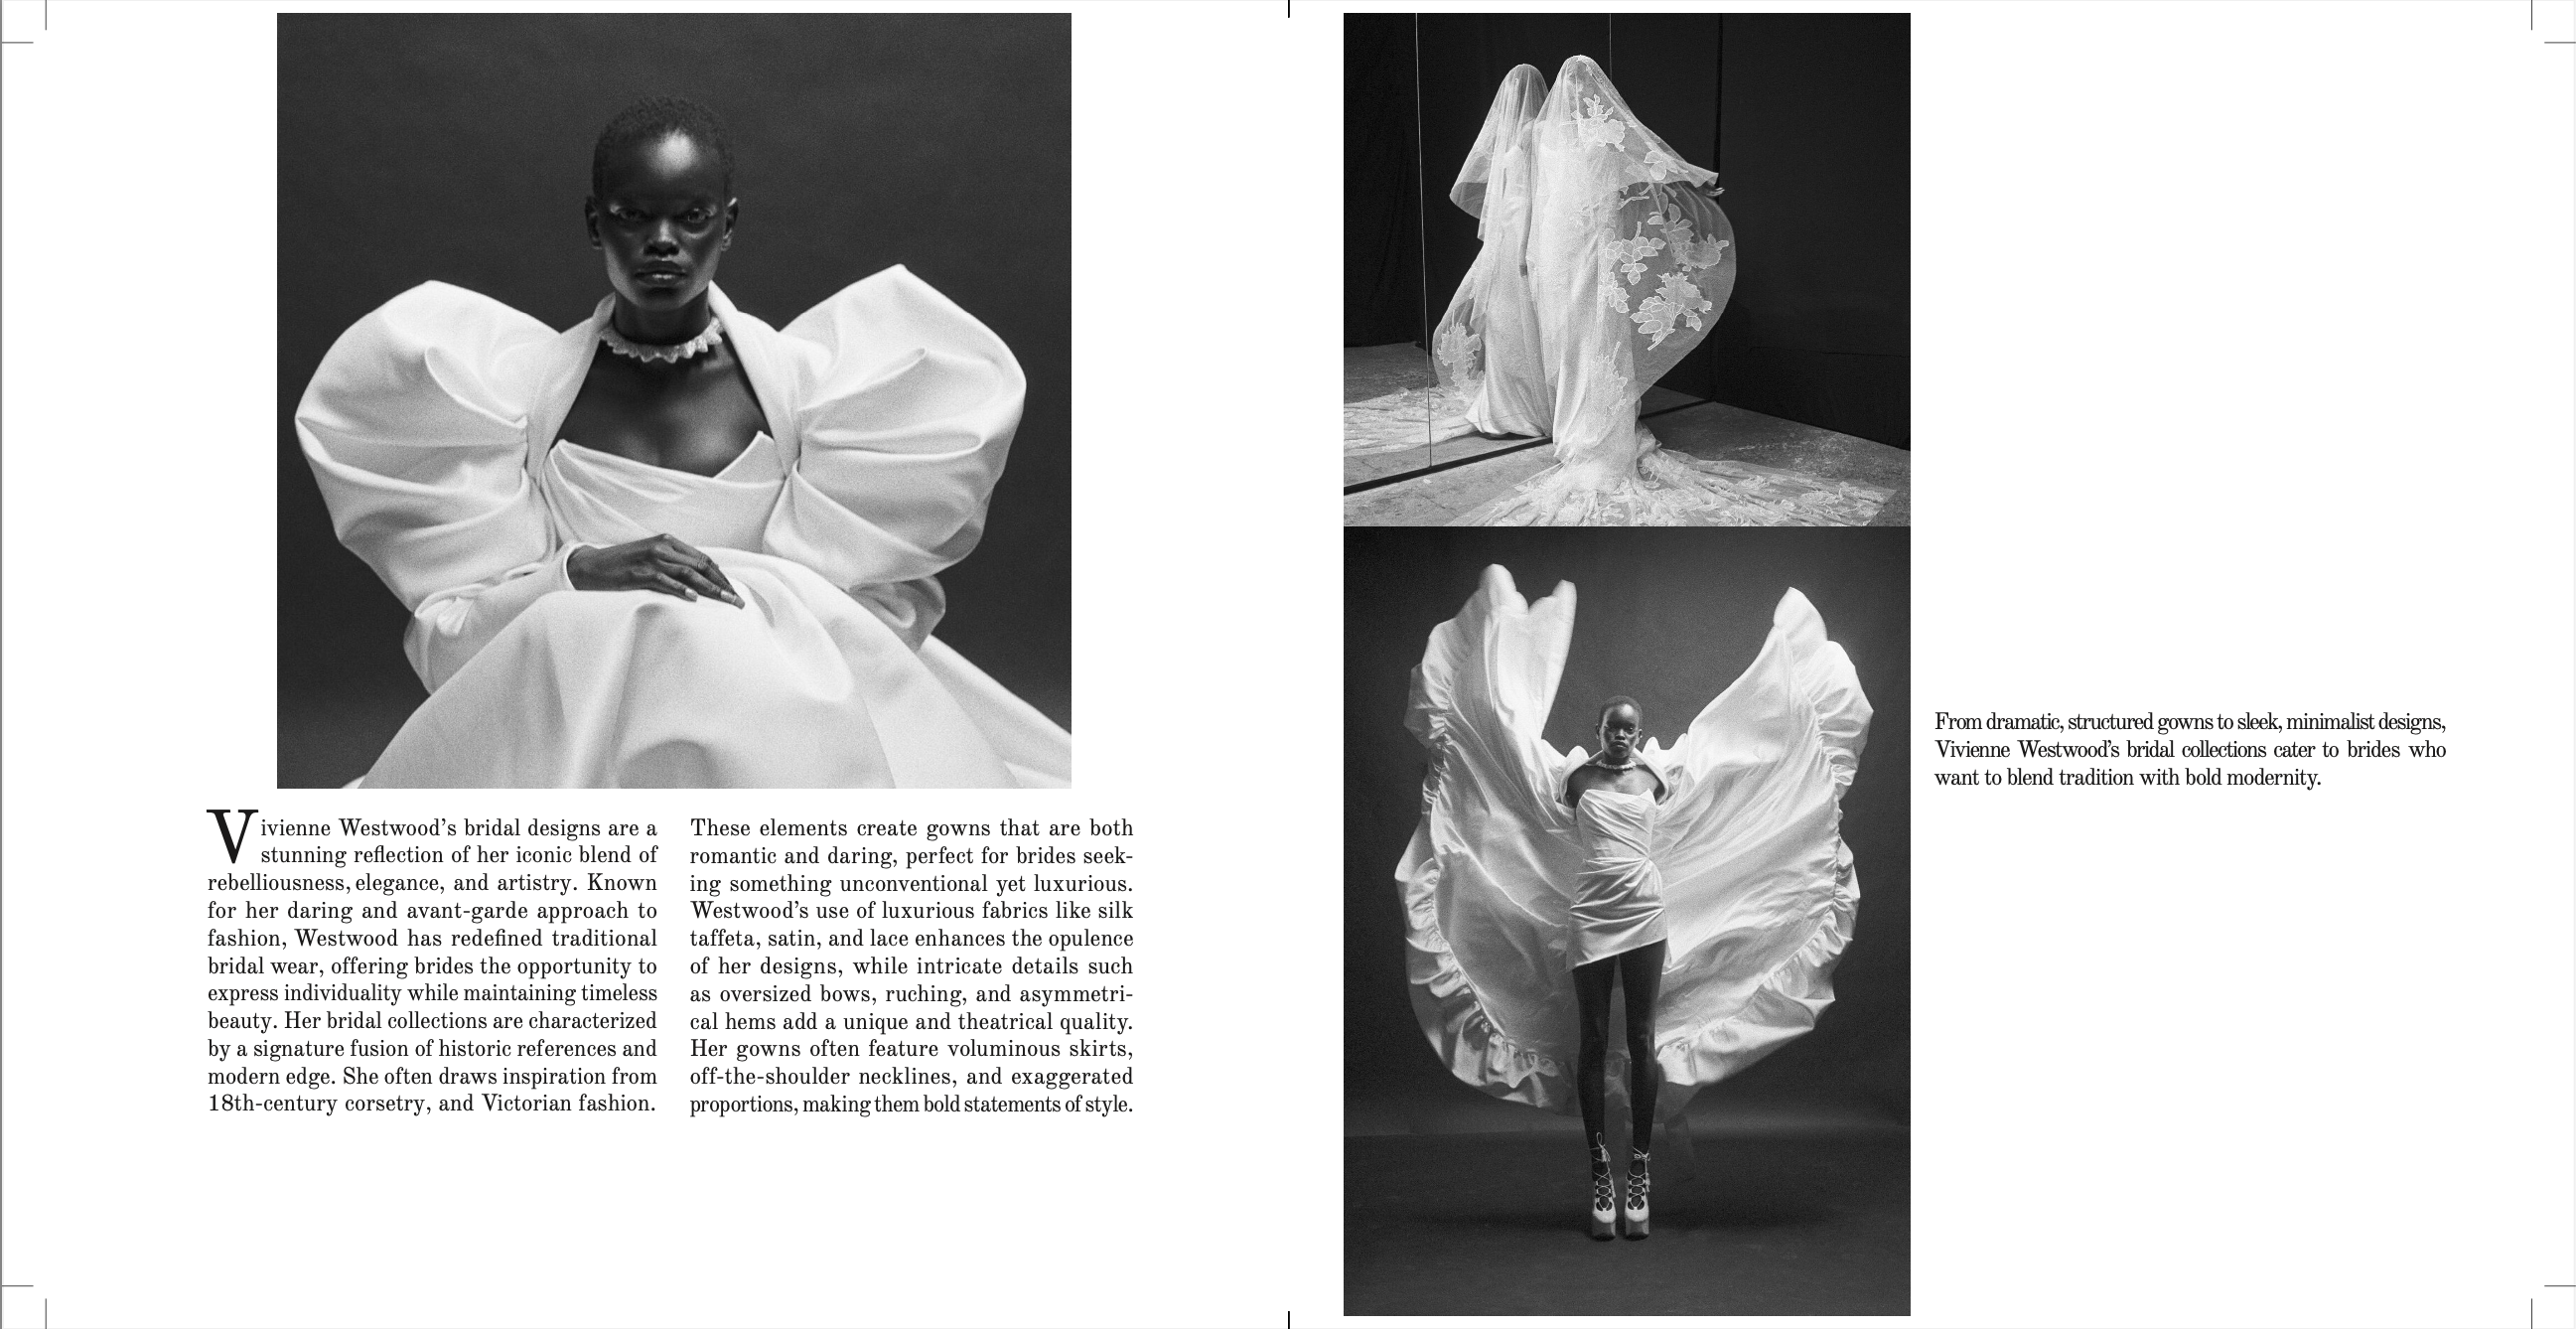 Vivienne Westwood's bridal designs are a
stunning reflection of her iconic blend of
rebelliousness, elegance, and artistry. Known
for her daring and avant-garde approach to
fashion, Westwood has redefined traditional
bridal wear, offering brides the opportunity to
express individuality while maintaining timeless
beauty. Her bridal collections are characterized
by a signature fusion of historic references and
modern edge. She often draws inspiration from
18th-century corsetry, and Victorian fashion.
These elements create gowns that are both
romantic and daring, perfect for brides seek-
ing something unconventional yet luxurious.
Westwood's use of luxurious fabrics like silk
taffeta, satin, and lace enhances the opulence
of her designs, while intricate details such
as oversized bows, ruching, and asymmetri-
cal hems add a unique and theatrical quality.
Her gowns often feature voluminous skirts,
off-the-shoulder necklines, and exaggerated
proportions, making them bold statements of style.
From dramatic, structured gowns to sleek, minimalist designs,
Vivienne Westwood's bridal collections cater to brides who
want to blend tradition with bold modernity.